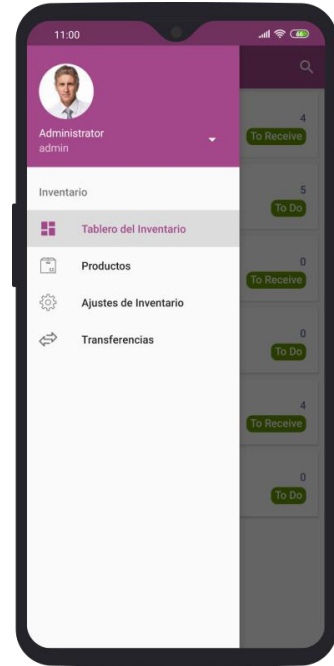 11:00
46
Administrator
admin
Inventario
Tablero del Inventario
Productos
Ajustes de Inventario
Transferencias
4
To Receive
5
To Do
0
To Receive
0
To Do
4
To Receive
0
To Do